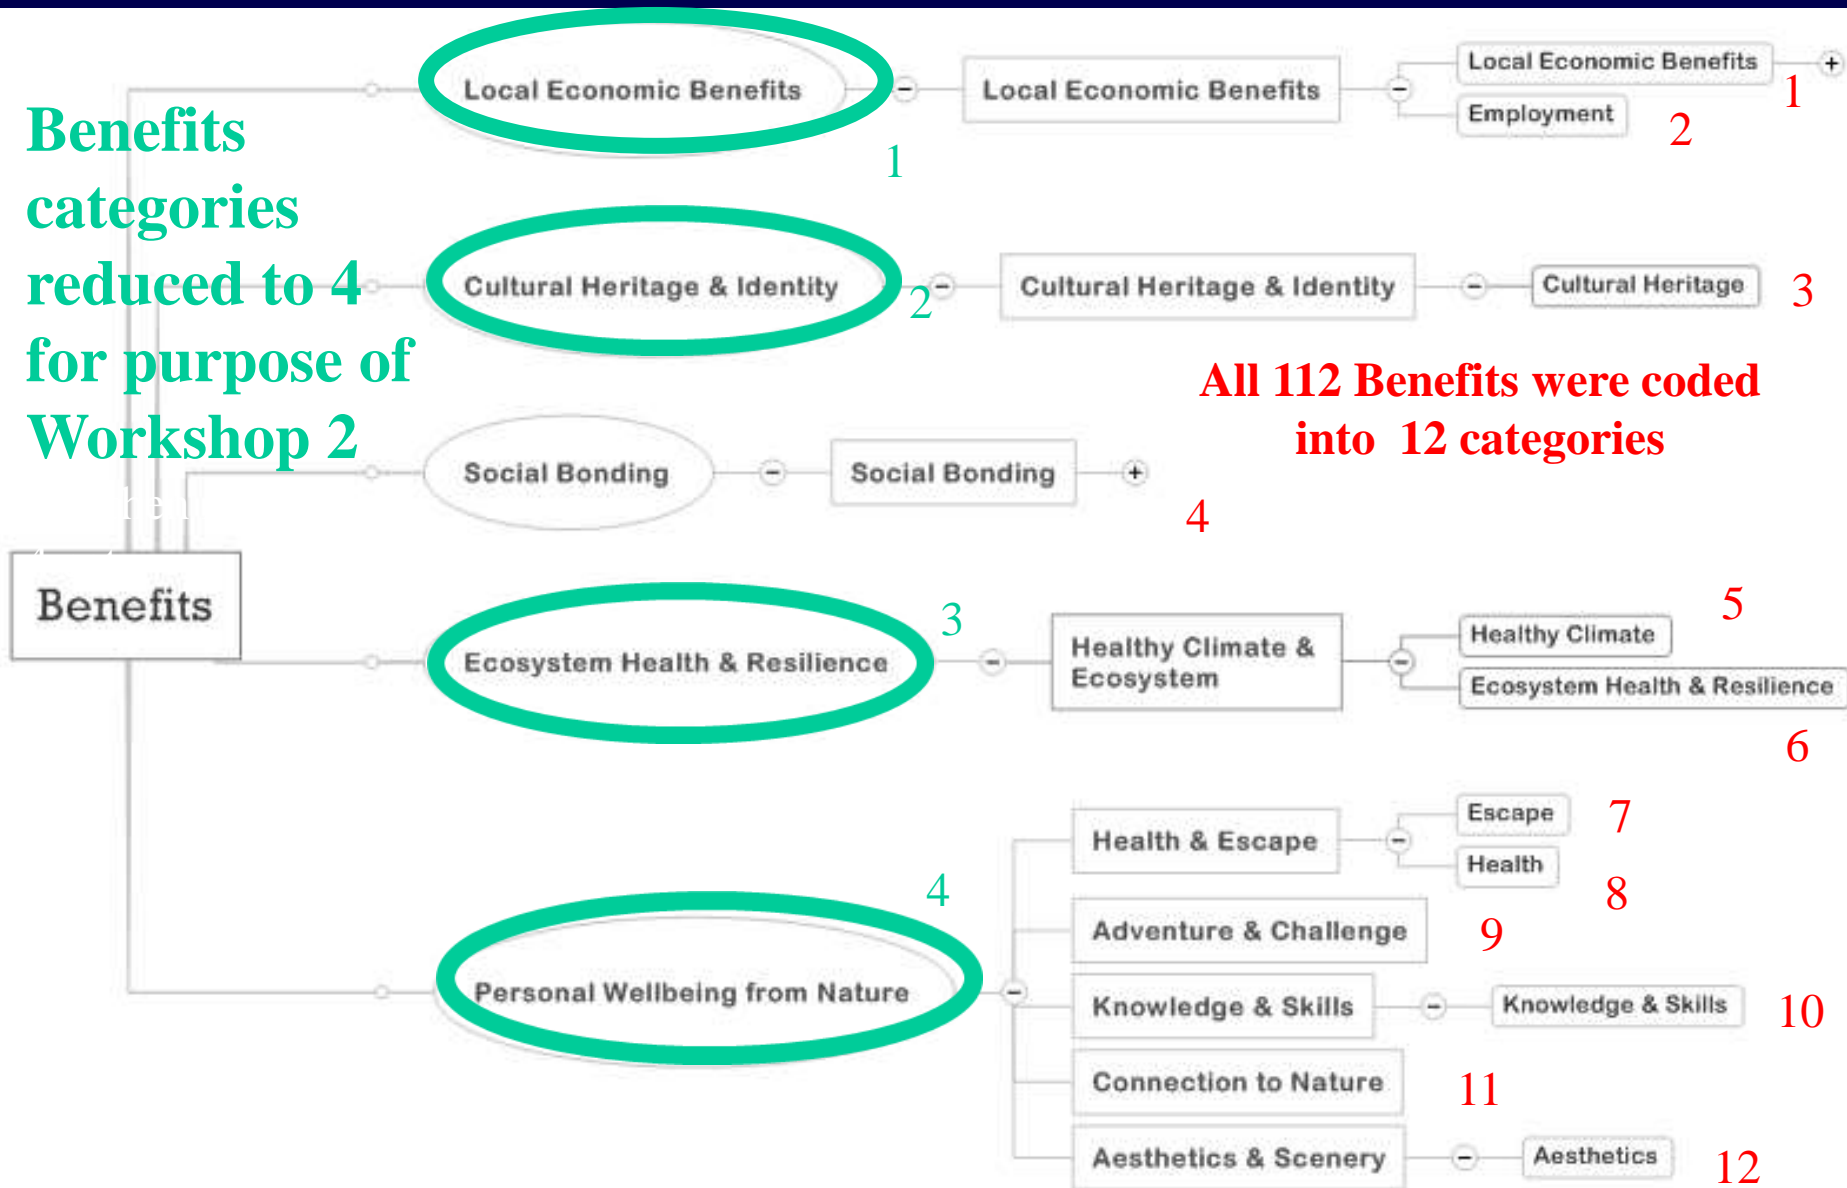 Benefits
categories
reduced to 4
for purpose of
Workshop 2
Benefits
Local Economic Benefits
1
Local Economic Benefits
Local Economic Benefits
+
1
Employment
2
Cultural Heritage & Identity
2
Cultural Heritage & Identity
Cultural Heritage
3
All 112 Benefits were coded
into 12 categories
Social Bonding
Social Bonding
+
4
Ecosystem Health & Resilience
3
Healthy Climate &
Ecosystem
Healthy Climate
5
Ecosystem Health & Resilience
6
Personal Wellbeing from Nature
4
Health & Escape
Escape
7
Health
8
Adventure & Challenge
9
Knowledge & Skills
Knowledge & Skills
10
Connection to Nature
11
Aesthetics & Scenery
Aesthetics
12